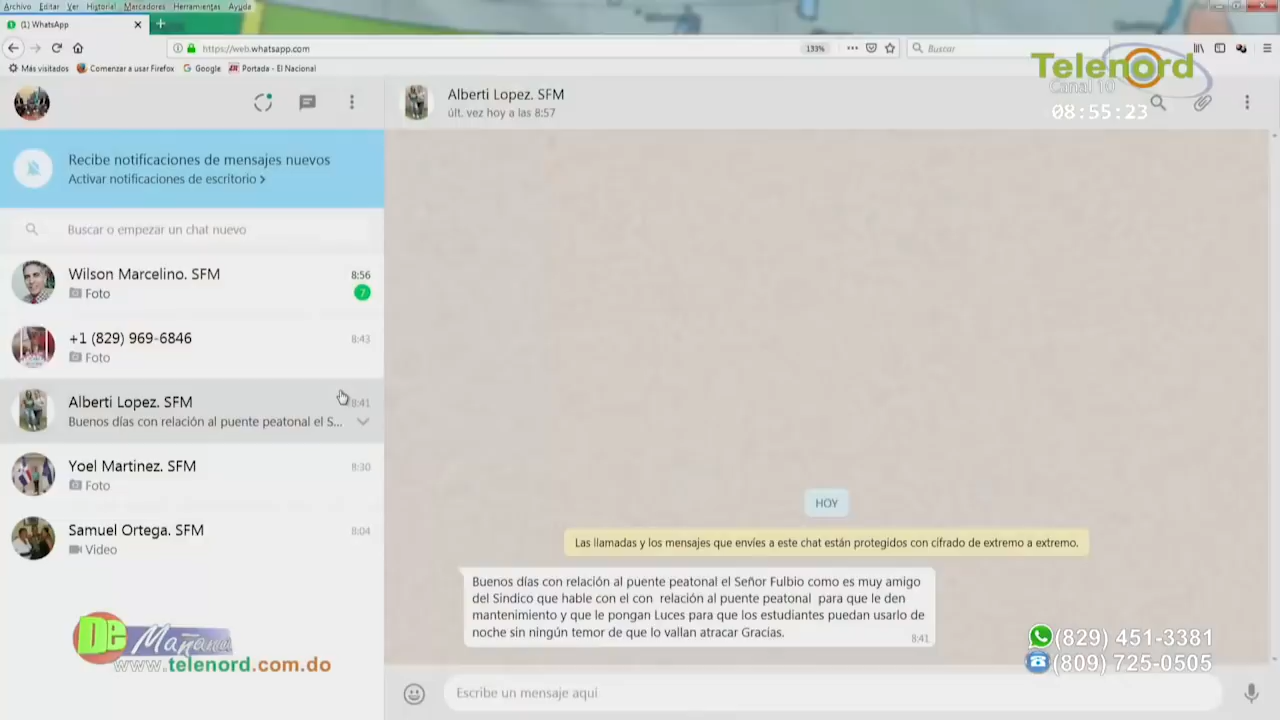 Archivo Editar Ver Historial Marcadores Herramientas Ayuda
(1) WhatsApp
https://web.whatsapp.com
133%
Buscar
Más visitados Comenzar a usar Firefox Google Portada - El Nacional
Telenord
Canal 10
08:55:23
Alberti Lopez. SFM
últ. vez hoy a las 8:57
Recibe notificaciones de mensajes nuevos
Activar notificaciones de escritorio >
Buscar o empezar un chat nuevo
Wilson Marcelino. SFM 8:56
Foto 7
+1 (829) 969-6846 8:43
Foto
Alberti Lopez. SFM 8:41
Buenos días con relación al puente peatonal el S...
Yoel Martinez. SFM 8:30
Foto
Samuel Ortega. SFM 8:04
Video
HOY
Las llamadas y los mensajes que envíes a este chat están protegidos con cifrado de extremo a extremo.
Buenos días con relación al puente peatonal el Señor Fulbio como es muy amigo
del Sindico que hable con el con relación al puente peatonal para que le den
mantenimiento y que le pongan Luces para que los estudiantes puedan usarlo de
noche sin ningún temor de que lo vallan atracar Gracias.
8:41
De Mañana
www.telenord.com.do
(829) 451-3381
(809) 725-0505
Escribe un mensaje aquí